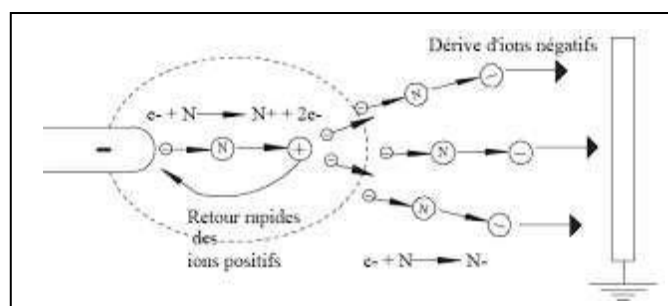 Dérive d'ions négatifs
e- + N → N+ + 2e-
- N +
N -
N -
N -
Retour rapides
des
ions positifs
e- + N → N-